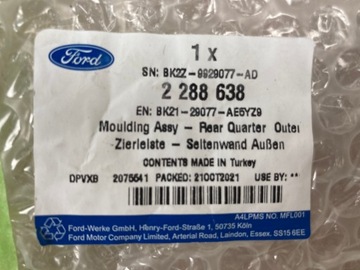 Ford
1 x
SN: BK2Z-9929077-AD
2 288 638
EN: BK21-29077-AE5YZ9
Moulding Assy - Rear Quarter Outer
Zierleiste - Seitenwand Außen
CONTENTS MADE IN Turkey
DPVXB 2075541 PACKED: 21OCT2021 USE BY: **
A4LPMS NO. MFL001
Ford-Werke GmbH, Henry-Ford-Straße 1, 50735 Köln
Ford Motor Company Limited, Arterial Road, Laindon, Essex. SS15 6EE